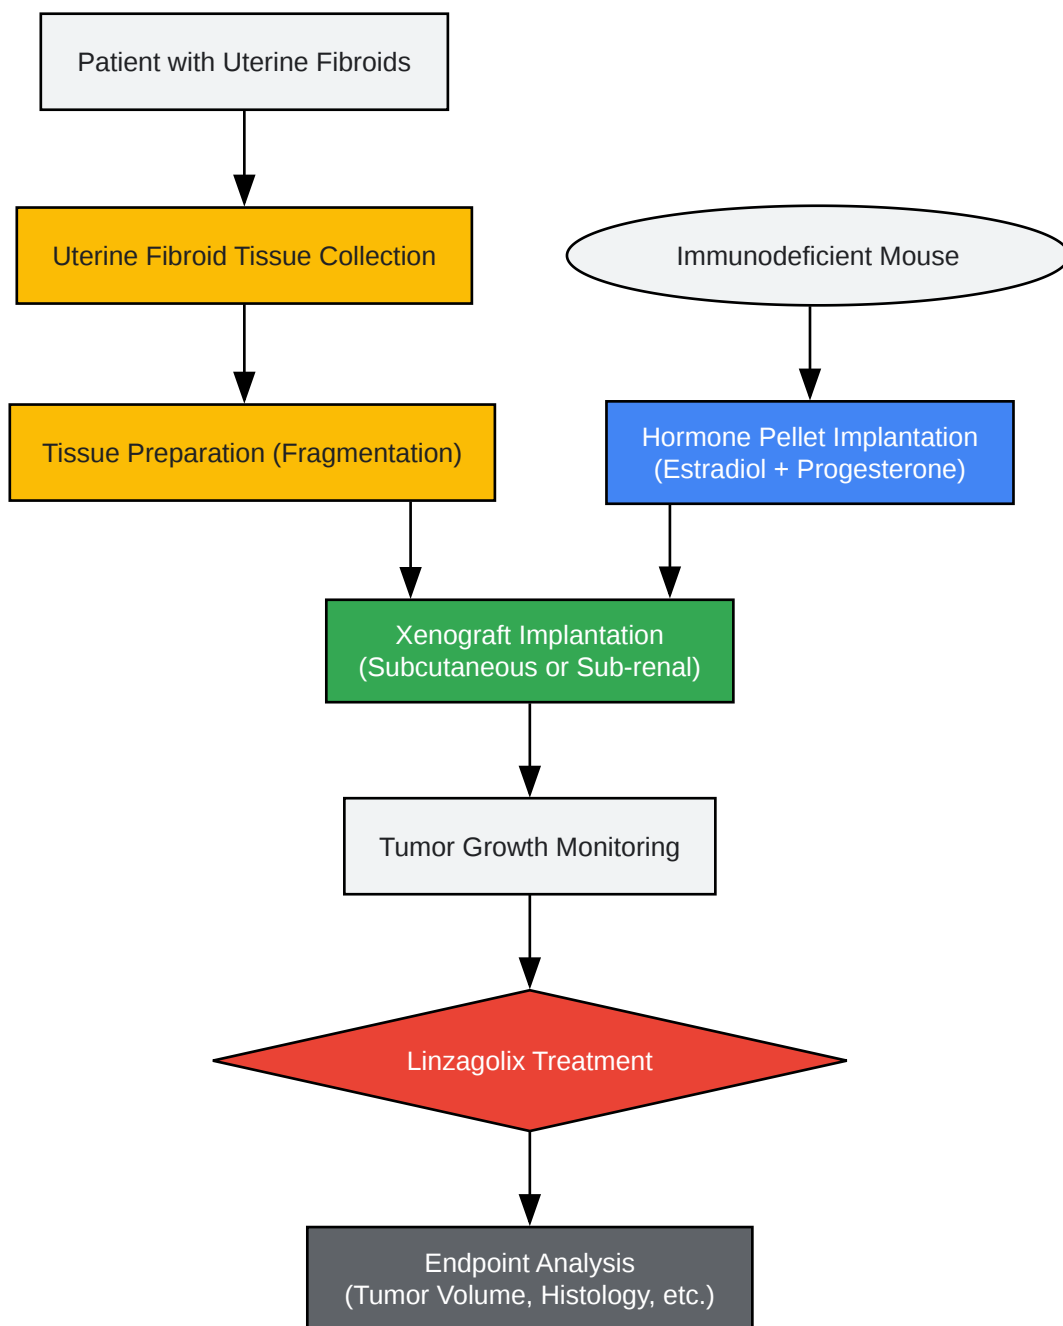 Patient with Uterine Fibroids
Uterine Fibroid Tissue Collection
Immunodeficient Mouse
Tissue Preparation (Fragmentation)
Hormone Pellet Implantation
(Estradiol + Progesterone)
Xenograft Implantation
(Subcutaneous or Sub-renal)
Tumor Growth Monitoring
Linzagolix Treatment
Endpoint Analysis
(Tumor Volume, Histology, etc.)